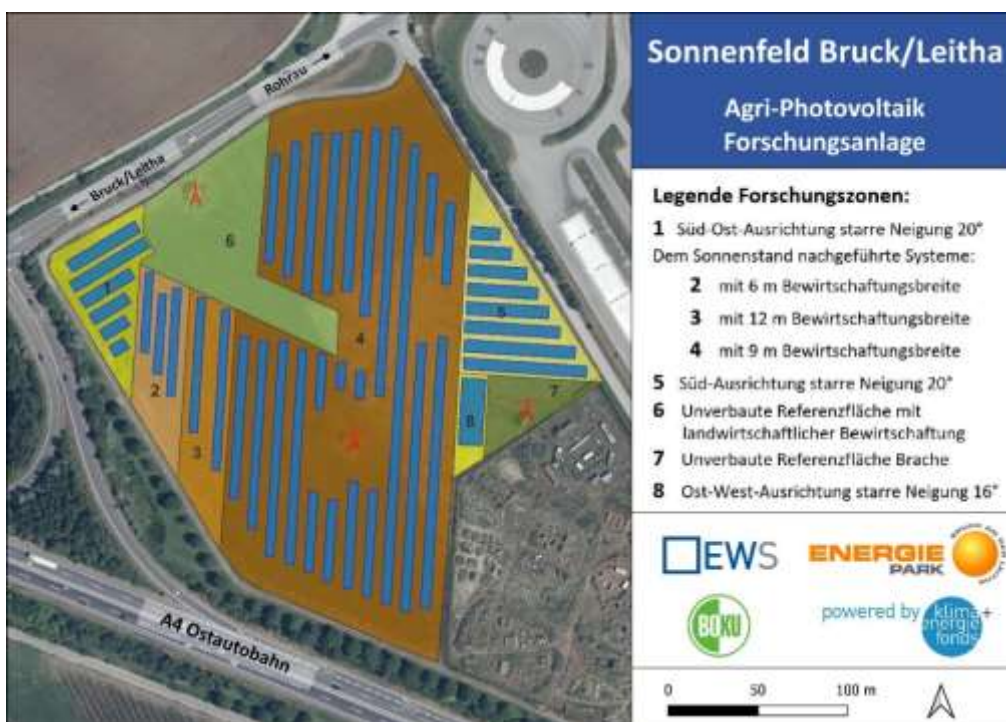 Sonnenfeld Bruck/Leitha
Agri-Photovoltaik
Forschungsanlage
Legende Forschungszonen:
1 Süd-Ost-Ausrichtung starre Neigung 20°
Dem Sonnenstand nachgeführte Systeme:
2 mit 6 m Bewirtschaftungsbreite
3 mit 12 m Bewirtschaftungsbreite
4 mit 9 m Bewirtschaftungsbreite
5 Süd-Ausrichtung starre Neigung 20°
6 Unverbaute Referenzfläche mit
landwirtschaftlicher Bewirtschaftung
7 Unverbaute Referenzfläche Brache
8 Ost-West-Ausrichtung starre Neigung 16°
EWS
ENERGIE
PARK
BOKU
powered by
klima+
energie
fonds
0 50 100 m
Rohrau
Bruck/Leitha
6
1
5
4
2
7
8
3
A4 Ostautobahn